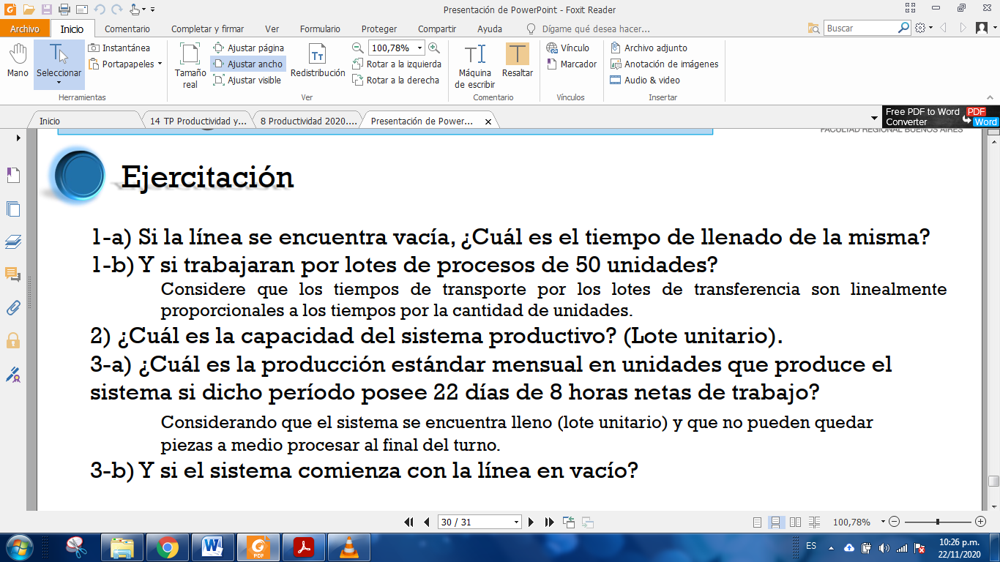 Presentación de PowerPoint - Foxit Reader
Archivo Inicio Comentario Completar y firmar Ver Formulario Proteger Compartir Ayuda Dígame qué desea hacer... Buscar
Mano
Seleccionar
Instantánea
Portapapeles
Herramientas
Tamaño real
Ajustar página
Ajustar ancho
Ajustar visible
Redistribución
100,78%
Rotar a la izquierda
Rotar a la derecha
Ver
Máquina de escribir
Resaltar
Comentario
Vínculo
Marcador
Vínculos
Archivo adjunto
Anotación de imágenes
Audio & video
Insertar
Inicio 14 TP Productividad y... 8 Productividad 2020.... Presentación de Power...
Free PDF to Word Converter PDF Word
FACULTAD REGIONAL BUENOS AIRES
Ejercitación
1-a) Si la línea se encuentra vacía, ¿Cuál es el tiempo de llenado de la misma?
1-b) Y si trabajaran por lotes de procesos de 50 unidades?
Considere que los tiempos de transporte por los lotes de transferencia son linealmente
proporcionales a los tiempos por la cantidad de unidades.
2) ¿Cuál es la capacidad del sistema productivo? (Lote unitario).
3-a) ¿Cuál es la producción estándar mensual en unidades que produce el
sistema si dicho período posee 22 días de 8 horas netas de trabajo?
Considerando que el sistema se encuentra lleno (lote unitario) y que no pueden quedar
piezas a medio procesar al final del turno.
3-b) Y si el sistema comienza con la línea en vacío?
30 / 31
100,78%
ES
10:26 p.m.
22/11/2020